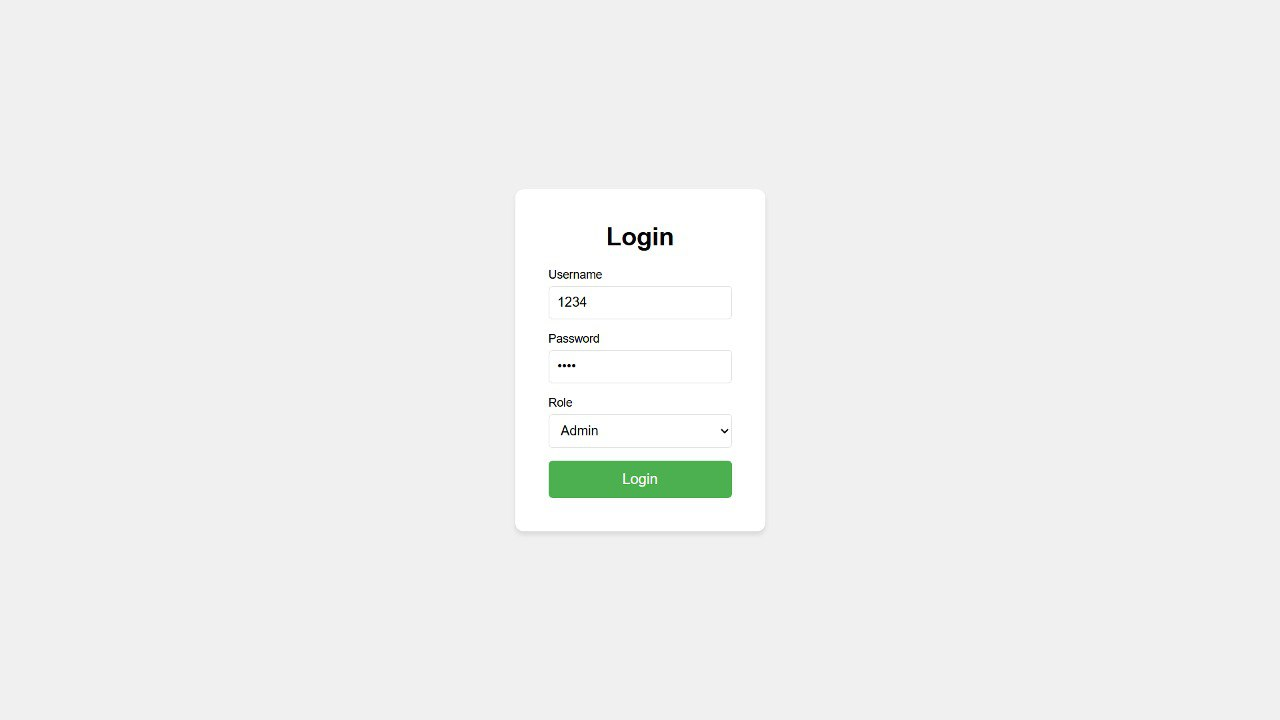 Login
Username
1234
Password
••••
Role
Admin
Login